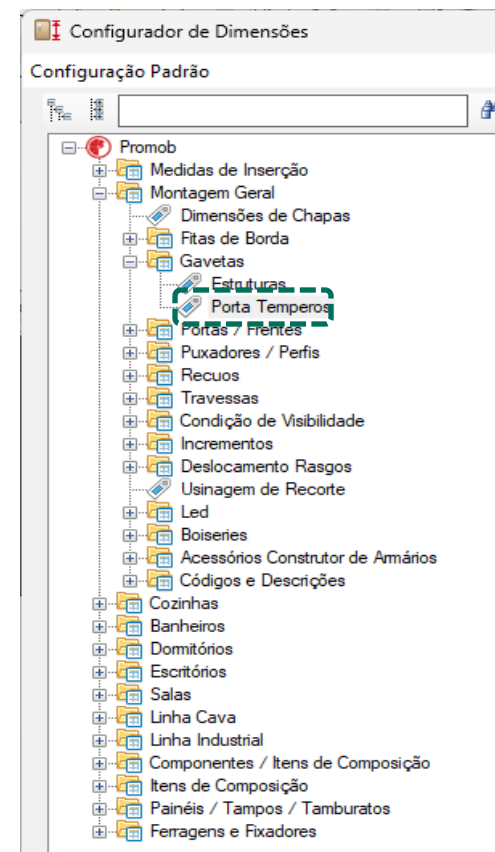 Configurador de Dimensões
Configuração Padrão
Promob
Medidas de Inserção
Montagem Geral
Dimensões de Chapas
Fitas de Borda
Gavetas
Estruturas
Porta Temperos
Portas / Frentes
Puxadores / Perfis
Recuos
Travessas
Condição de Visibilidade
Incrementos
Deslocamento Rasgos
Usinagem de Recorte
Led
Boiseries
Acessórios Construtor de Armários
Códigos e Descrições
Cozinhas
Banheiros
Dormitórios
Escritórios
Salas
Linha Cava
Linha Industrial
Componentes / Itens de Composição
Itens de Composição
Painéis / Tampos / Tamburatos
Ferragens e Fixadores